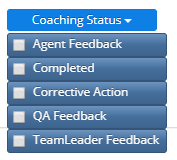 Coaching Status
Agent Feedback
Completed
Corrective Action
QA Feedback
TeamLeader Feedback